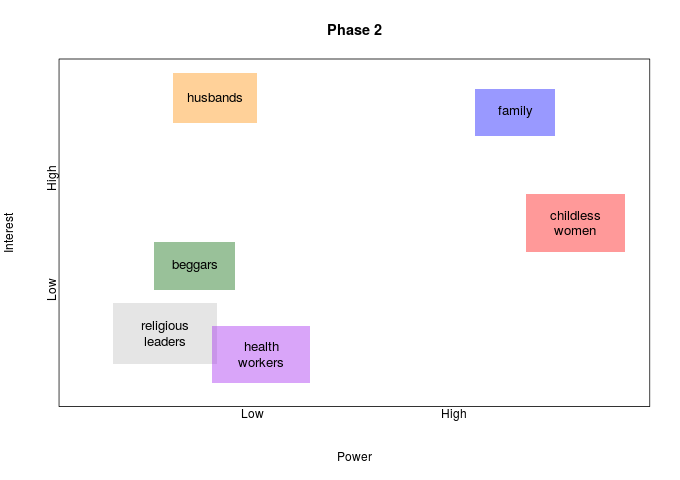 Phase 2
husbands
family
High
Interest
childless
women
beggars
Low
religious
leaders
health
workers
Low
High
Power